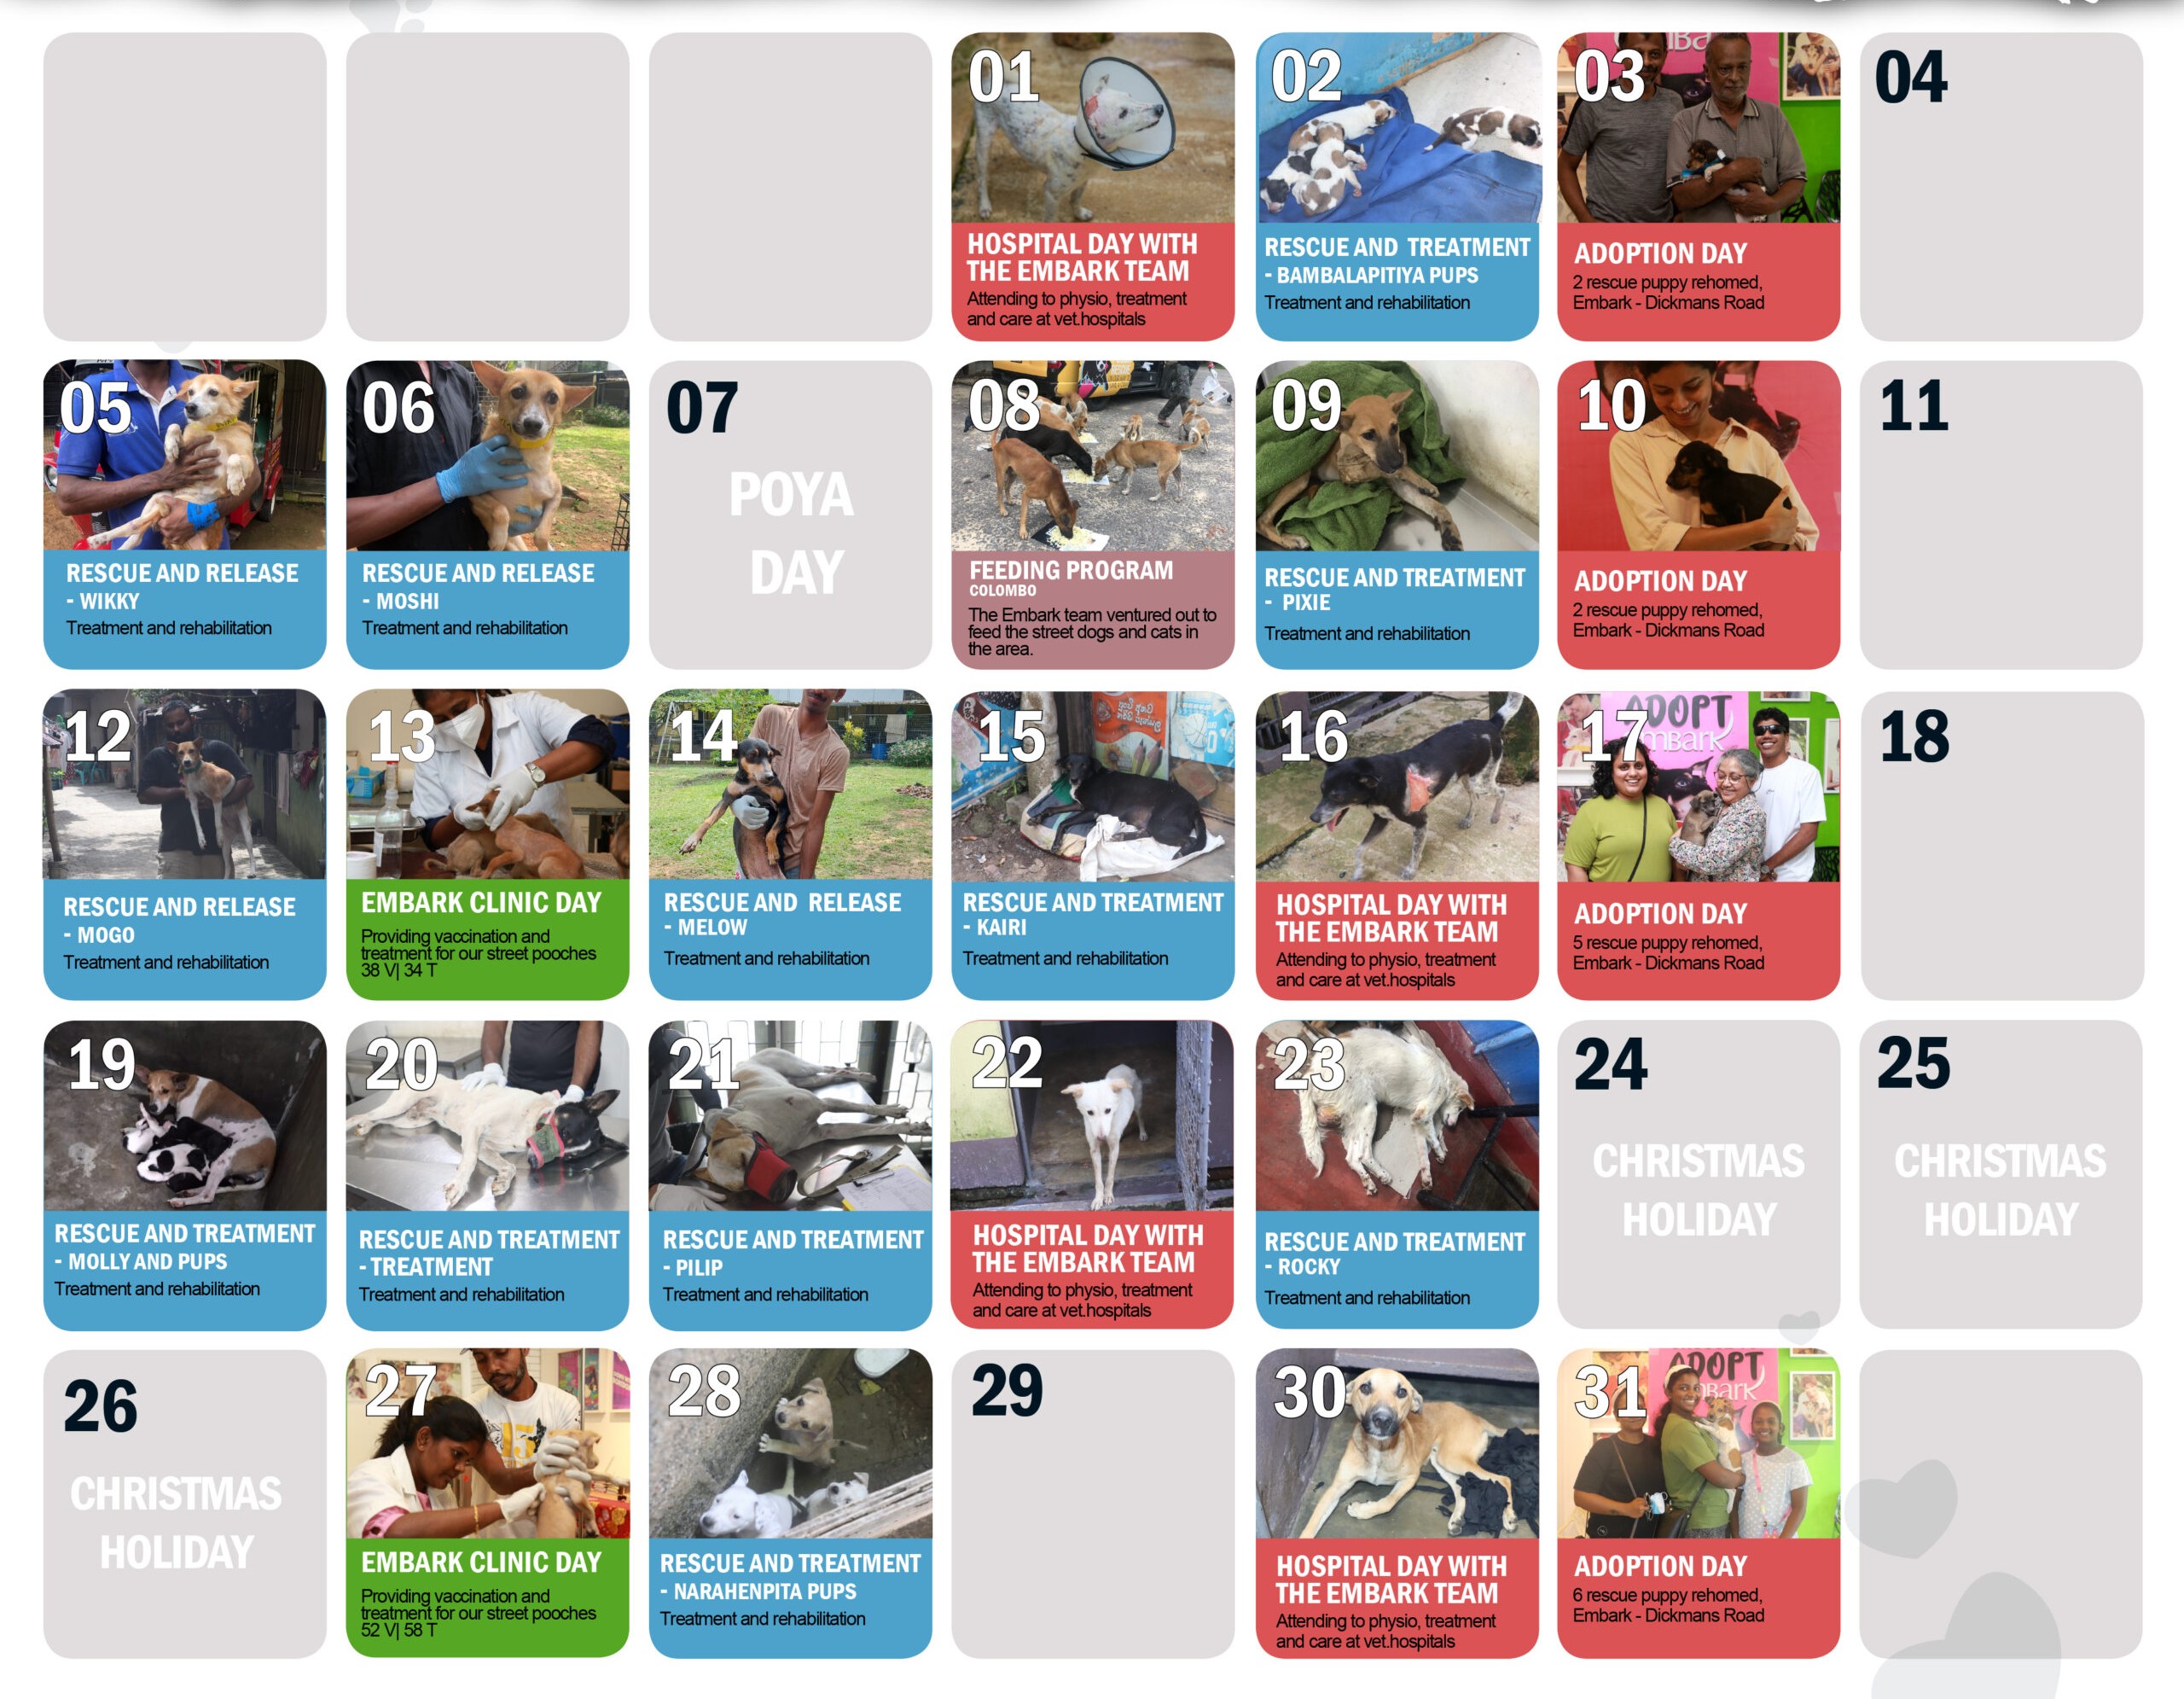 01
HOSPITAL DAY WITH
THE EMBARK TEAM
Attending to physio, treatment
and care at vet.hospitals
02
RESCUE AND TREATMENT
- BAMBALAPITIYA PUPS
Treatment and rehabilitation
03
ADOPTION DAY
2 rescue puppy rehomed,
Embark - Dickmans Road
04
05
RESCUE AND RELEASE
- WIKKY
Treatment and rehabilitation
06
RESCUE AND RELEASE
- MOSHI
Treatment and rehabilitation
07
POYA
DAY
08
FEEDING PROGRAM
COLOMBO
The Embark team ventured out to
feed the street dogs and cats in
the area.
09
RESCUE AND TREATMENT
- PIXIE
Treatment and rehabilitation
10
ADOPTION DAY
2 rescue puppy rehomed,
Embark - Dickmans Road
11
12
RESCUE AND RELEASE
- MOGO
Treatment and rehabilitation
13
EMBARK CLINIC DAY
Providing vaccination and
treatment for our street pooches
38 V| 34 T
14
RESCUE AND RELEASE
- MELOW
Treatment and rehabilitation
15
RESCUE AND TREATMENT
- KAIRI
Treatment and rehabilitation
16
HOSPITAL DAY WITH
THE EMBARK TEAM
Attending to physio, treatment
and care at vet.hospitals
17
ADOPT
embark
ADOPTION DAY
5 rescue puppy rehomed,
Embark - Dickmans Road
18
19
RESCUE AND TREATMENT
- MOLLY AND PUPS
Treatment and rehabilitation
20
RESCUE AND TREATMENT
- TREATMENT
Treatment and rehabilitation
21
RESCUE AND TREATMENT
- PILIP
Treatment and rehabilitation
22
HOSPITAL DAY WITH
THE EMBARK TEAM
Attending to physio, treatment
and care at vet.hospitals
23
RESCUE AND TREATMENT
- ROCKY
Treatment and rehabilitation
24
CHRISTMAS
HOLIDAY
25
CHRISTMAS
HOLIDAY
26
CHRISTMAS
HOLIDAY
27
EMBARK CLINIC DAY
Providing vaccination and
treatment for our street pooches
52 V| 58 T
28
RESCUE AND TREATMENT
- NARAHENPITA PUPS
Treatment and rehabilitation
29
30
HOSPITAL DAY WITH
THE EMBARK TEAM
Attending to physio, treatment
and care at vet.hospitals
31
ADOPT
embark
ADOPTION DAY
6 rescue puppy rehomed,
Embark - Dickmans Road